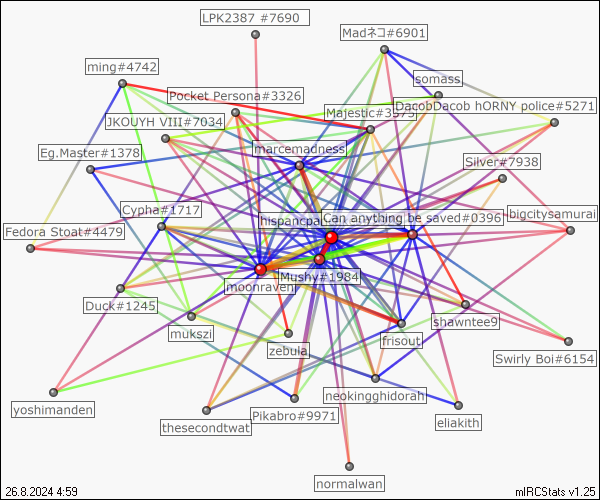 LPK2387 #7690
Madネコ#6901
ming#4742
somass
Pocket Persona#3326
DacobDacob hORNY police#5271
Majestic#3575
JKOUYH VIII#7034
marcemadness
Eg.Master#1378
Silver#7938
Cypha#1717
hispancpa
Can anything be saved#0396
bigcitysamurai
Fedora Stoat#4479
Mushy#1984
moonraven
Duck#1245
shawntee9
mukszi
frisout
zebula
Swirly Boi#6154
neokingghidorah
yoshimanden
Pikabro#9971
eliakith
thesecondtwat
normalwan
26.8.2024 4:59
mIRCStats v1.25